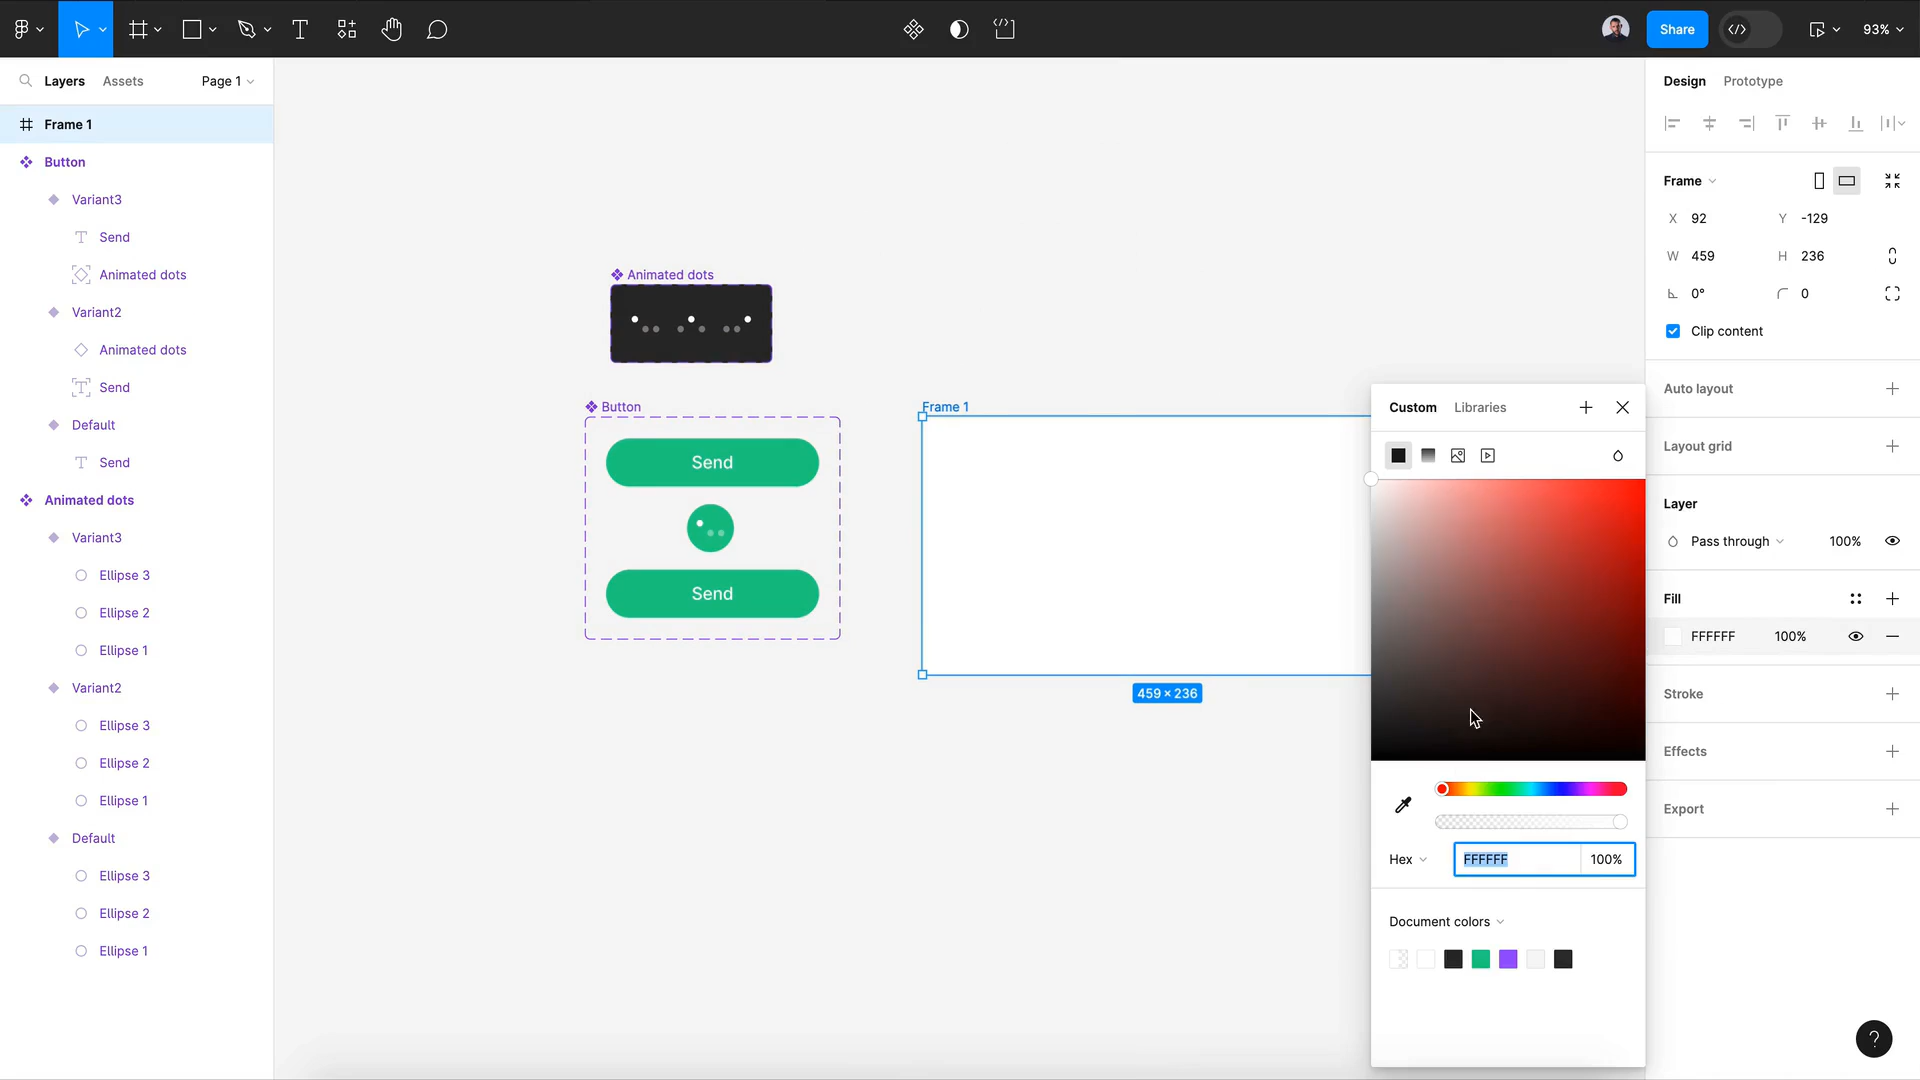 Share
93%
Layers Assets Page 1
Frame 1
Button
Variant3
Send
Animated dots
Variant2
Animated dots
Send
Default
Send
Animated dots
Variant3
Ellipse 3
Ellipse 2
Ellipse 1
Variant2
Ellipse 3
Ellipse 2
Ellipse 1
Default
Ellipse 3
Ellipse 2
Ellipse 1
Animated dots
Button
Send
Send
Frame 1
459 × 236
Custom Libraries
Hex FFFFFF 100%
Document colors
Design Prototype
Frame
X 92 Y -129
W 459 H 236
0° 0
Clip content
Auto layout
Layout grid
Layer
Pass through 100%
Fill
FFFFFF 100%
Stroke
Effects
Export
?